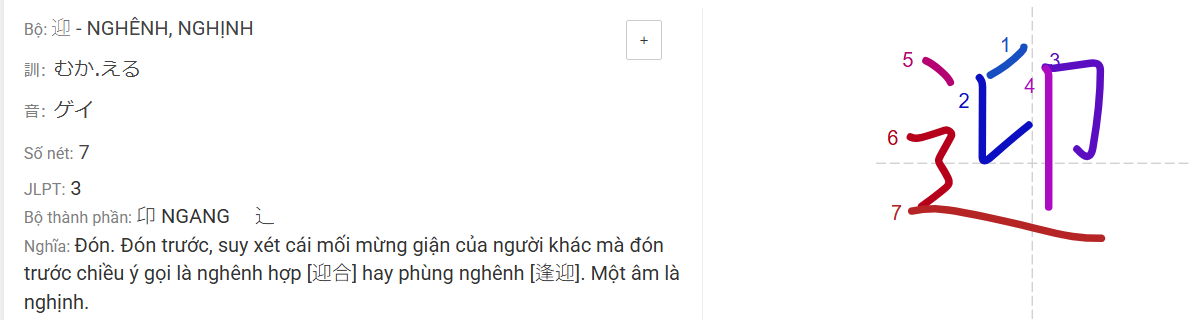 Bộ: 迎 - NGHÊNH, NGHỊNH
+
訓: むか.える
音: ゲイ
Số nét: 7
JLPT: 3
Bộ thành phần: 卬 NGANG 辶
Nghĩa: Đón. Đón trước, suy xét cái mối mừng giận của người khác mà đón
trước chiều ý gọi là nghênh hợp [迎合] hay phùng nghênh [逢迎]. Một âm là
nghịnh.
迎
1
2
3
4
5
6
7